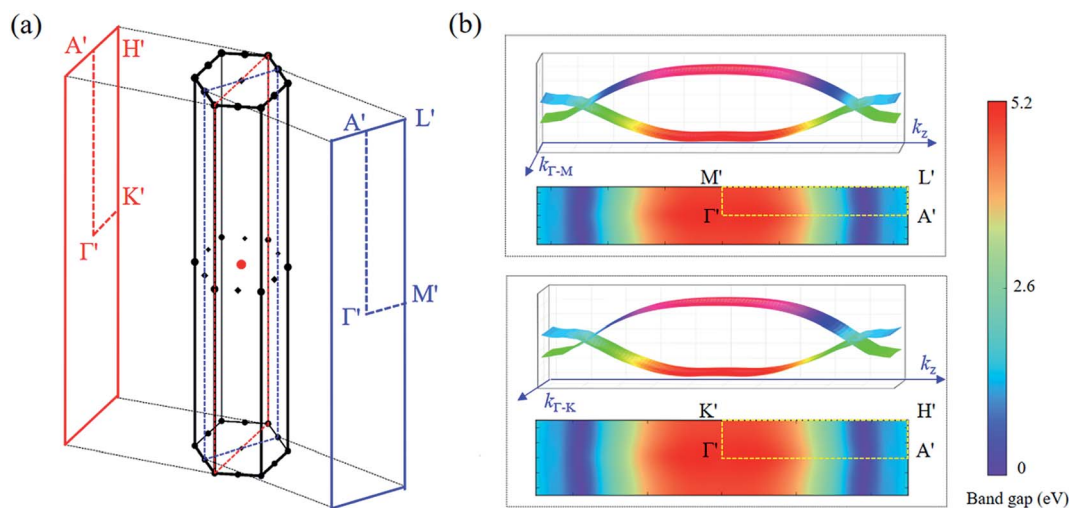 (a)
A'
H'
K'
Γ'
A'
L'
M'
Γ'
(b)
k_z
k_Γ-M
M'
L'
Γ'
A'
k_z
k_Γ-K
K'
H'
Γ'
A'
5.2
2.6
0
Band gap (eV)